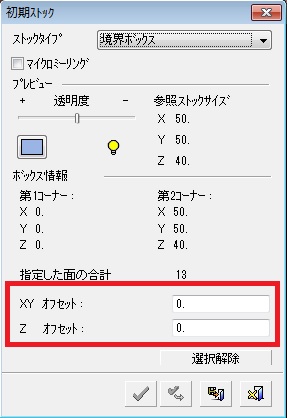 初期ストック
ストックタイプ 境界ボックス
マイクロミーリング
プレビュー
+ 透明度 - 参照ストックサイズ
X 50.
Y 50.
Z 40.
ボックス情報
第1コーナー: 第2コーナー:
X 0. X 50.
Y 0. Y 50.
Z 0. Z 40.
指定した面の合計 13
XY オフセット: 0.
Z オフセット: 0.
選択解除